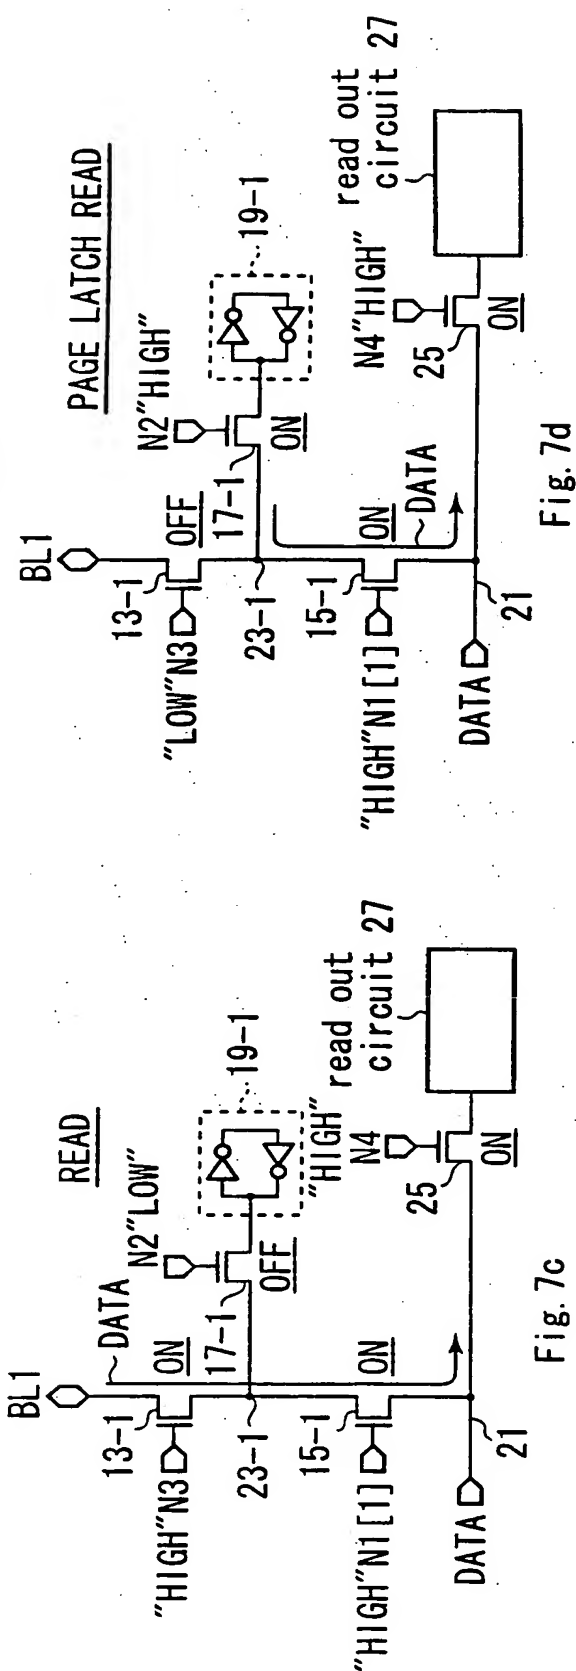 READ
BL1
DATA
13-1
ON
"HIGH"N3
N2"LOW"
19-1
17-1
OFF
23-1
"HIGH"
N4
read out
circuit 27
15-1
ON
"HIGH"N1[1]
25
ON
DATA
21
Fig. 7c
PAGE LATCH READ
BL1
13-1
OFF
"LOW"N3
N2"HIGH"
19-1
17-1
ON
23-1
N4"HIGH"
read out
circuit 27
15-1
ON
"HIGH"N1[1]
DATA
25
ON
DATA
21
Fig. 7d